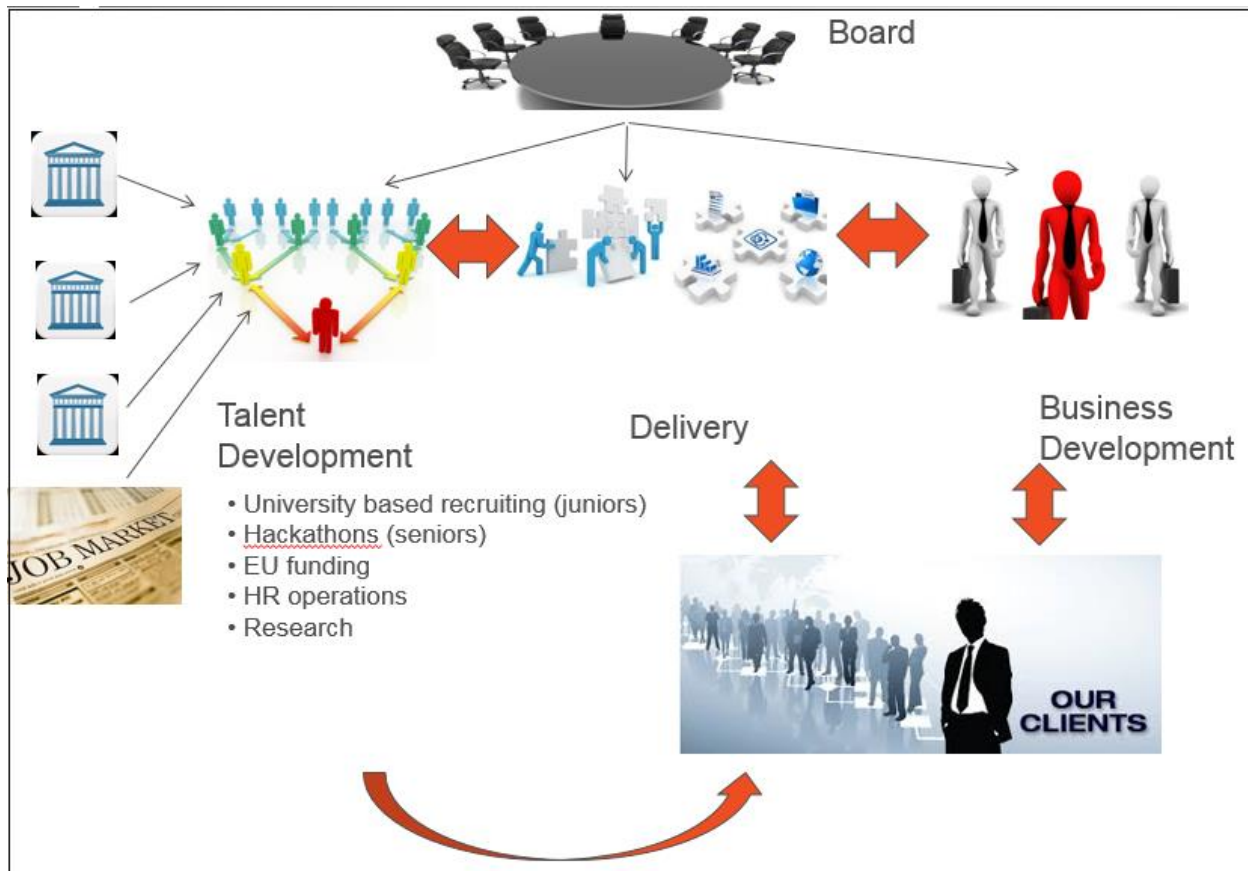 Board
Talent
Development
• University based recruiting (juniors)
• Hackathons (seniors)
• EU funding
• HR operations
• Research
Delivery
Business
Development
JOB MARKET
OUR
CLIENTS